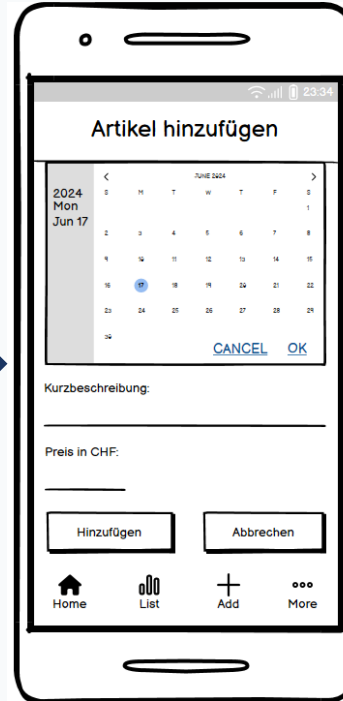 23:34
Artikel hinzufügen
2024
Mon
Jun 17
< JUNE 2024 >
S M T W T F S
1
2 3 4 5 6 7 8
9 10 11 12 13 14 15
16 17 18 19 20 21 22
23 24 25 26 27 28 29
30
CANCEL OK
Kurzbeschreibung:
Preis in CHF:
Hinzufügen Abbrechen
Home List Add More